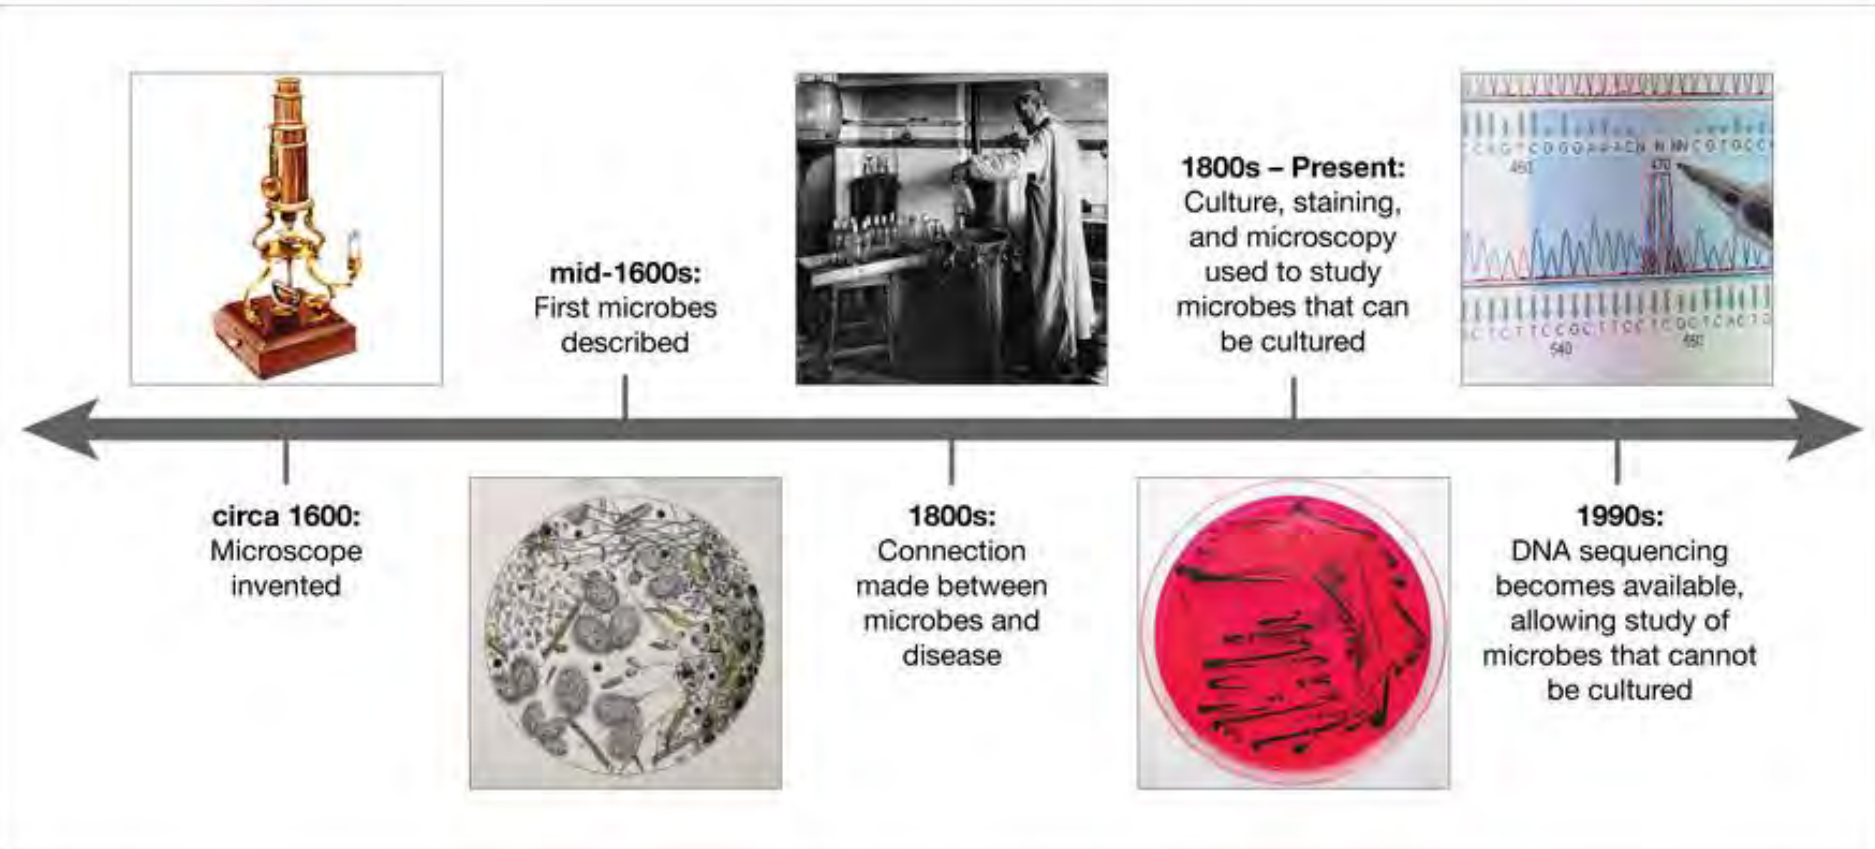 circa 1600:
Microscope
invented
mid-1600s:
First microbes
described
1800s:
Connection
made between
microbes and
disease
1800s – Present:
Culture, staining,
and microscopy
used to study
microbes that can
be cultured
470
540
1990s:
DNA sequencing
becomes available,
allowing study of
microbes that cannot
be cultured